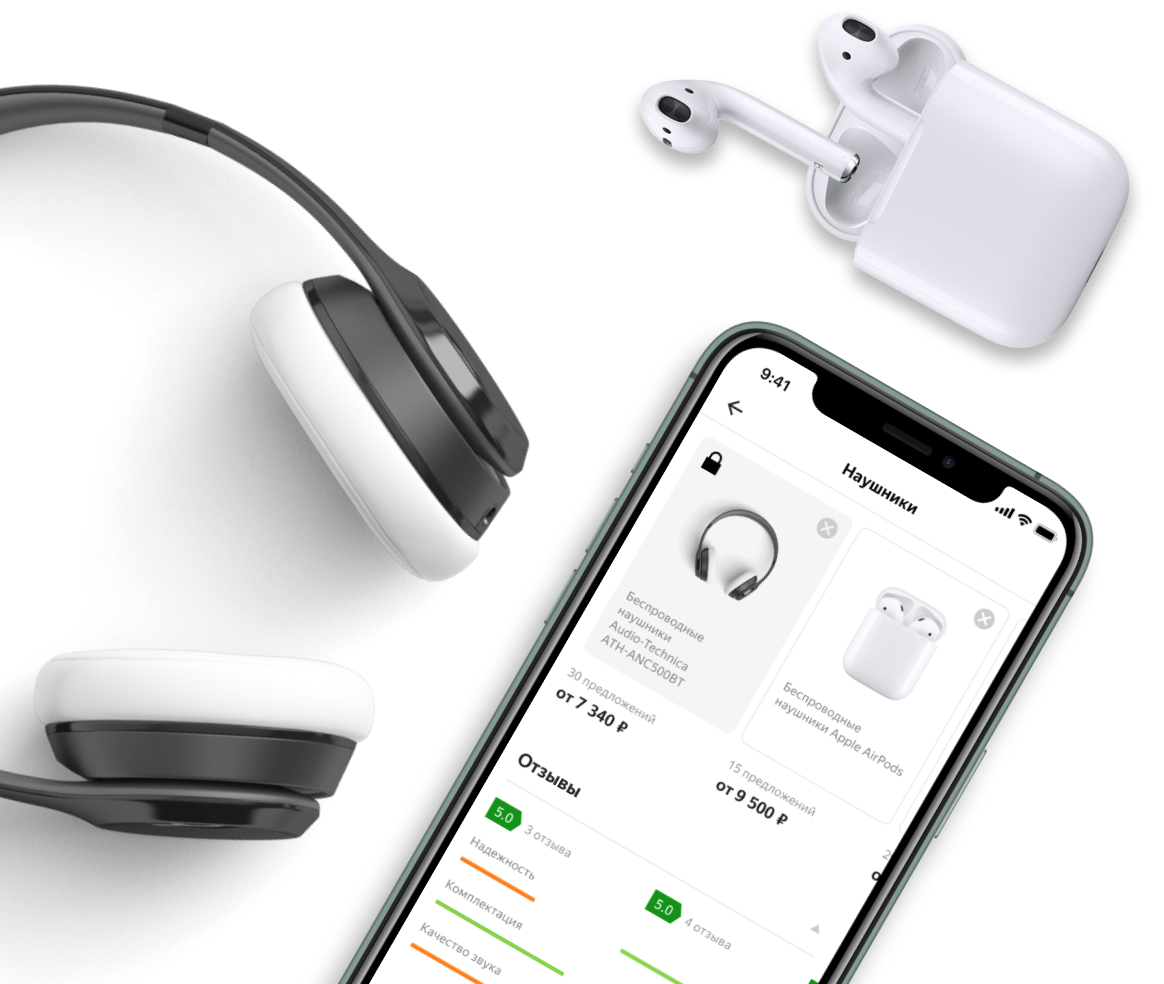 9:41
Наушники
Беспроводные
наушники
Audio-Technica
ATH-ANC500BT
30 предложений
от 7 340 ₽
Беспроводные
наушники Apple AirPods
15 предложений
от 9 500 ₽
Отзывы
5.0 3 отзыва
5.0 4 отзыва
Надежность
Комплектация
Качество звука